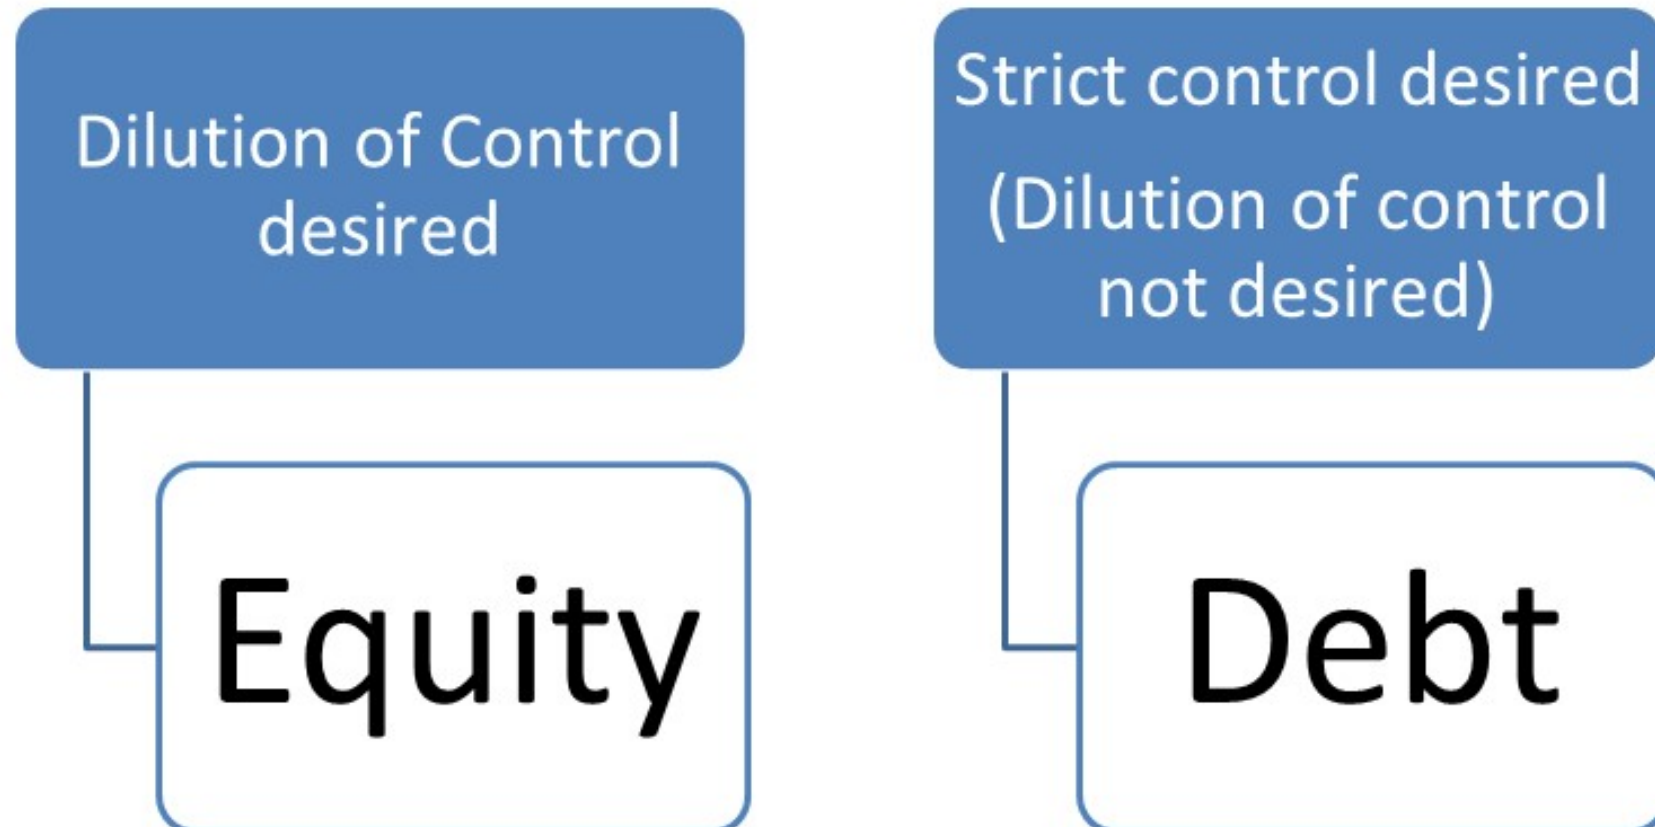 Dilution of Control
desired
Equity
Strict control desired
(Dilution of control
not desired)
Debt